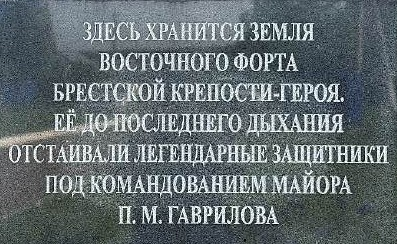 ЗДЕСЬ ХРАНИТСЯ ЗЕМЛЯ
ВОСТОЧНОГО ФОРТА
БРЕСТСКОЙ КРЕПОСТИ-ГЕРОЯ.
ЕЁ ДО ПОСЛЕДНЕГО ДЫХАНИЯ
ОТСТАИВАЛИ ЛЕГЕНДАРНЫЕ ЗАЩИТНИКИ
ПОД КОМАНДОВАНИЕМ МАЙОРА
П. М. ГАВРИЛОВА